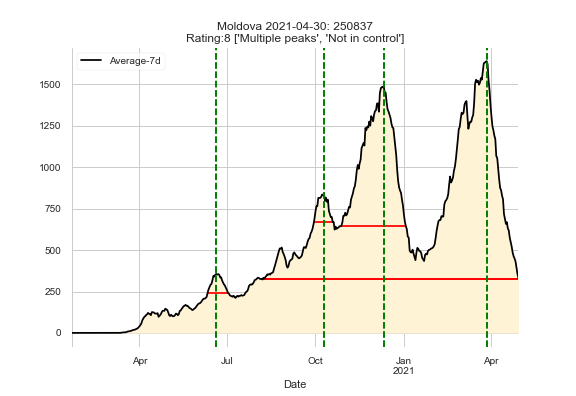 Moldova 2021-04-30: 250837
Rating:8 ['Multiple peaks', 'Not in control']
Average-7d
1500
1250
1000
750
500
250
0
Apr Jul Oct Jan Apr
2021
Date